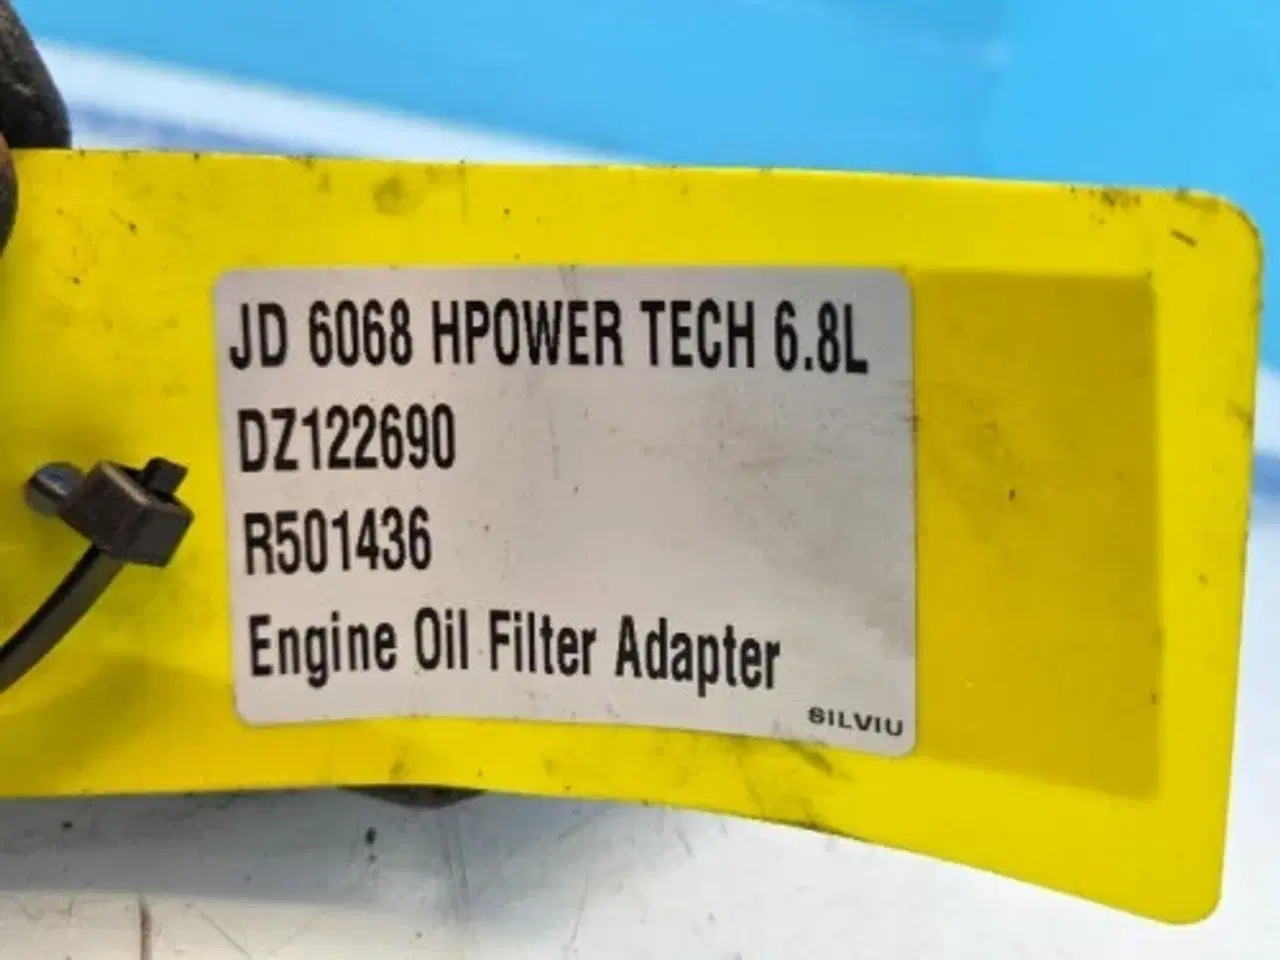 JD 6068 HPOWER TECH 6.8L
DZ122690
R501436
Engine Oil Filter Adapter
SILVIU